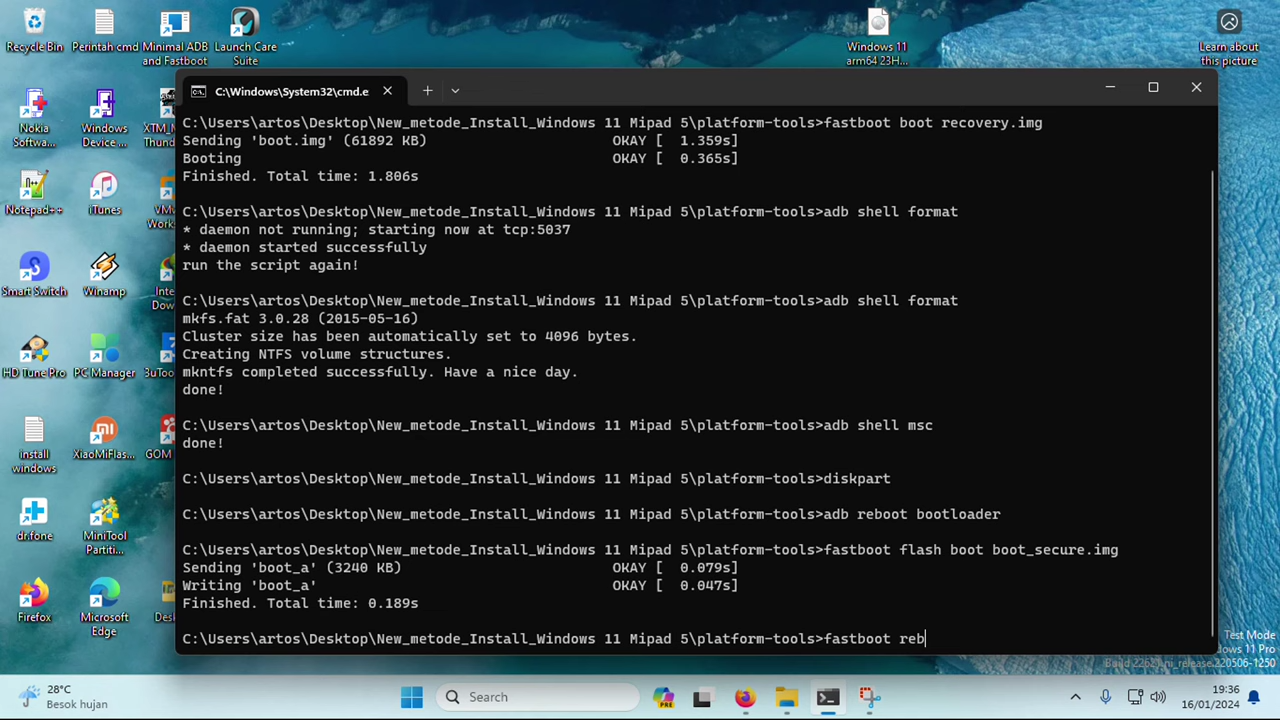 Recycle Bin
Perintah cmd
Minimal ADB
and Fastboot
Launch Care
Suite
Windows 11
arm64 23H...
Learn about
this picture
C:\Windows\System32\cmd.e
Nokia
Softwa...
Windows
Device ...
XTM_M
Thund
Notepad++
iTunes
VMw
Works
Smart Switch
Winamp
Inte
Dow
HD Tune Pro
PC Manager
3uToo
install
windows
XiaoMiFlas...
GOM
dr.fone
MiniTool
Partiti...
Firefox
Microsoft
Edge
Desk
C:\Users\artos\Desktop\New_metode_Install_Windows 11 Mipad 5\platform-tools>fastboot boot recovery.img
Sending 'boot.img' (61892 KB) OKAY [ 1.359s]
Booting OKAY [ 0.365s]
Finished. Total time: 1.806s
C:\Users\artos\Desktop\New_metode_Install_Windows 11 Mipad 5\platform-tools>adb shell format
* daemon not running; starting now at tcp:5037
* daemon started successfully
run the script again!
C:\Users\artos\Desktop\New_metode_Install_Windows 11 Mipad 5\platform-tools>adb shell format
mkfs.fat 3.0.28 (2015-05-16)
Cluster size has been automatically set to 4096 bytes.
Creating NTFS volume structures.
mkntfs completed successfully. Have a nice day.
done!
C:\Users\artos\Desktop\New_metode_Install_Windows 11 Mipad 5\platform-tools>adb shell msc
done!
C:\Users\artos\Desktop\New_metode_Install_Windows 11 Mipad 5\platform-tools>diskpart
C:\Users\artos\Desktop\New_metode_Install_Windows 11 Mipad 5\platform-tools>adb reboot bootloader
C:\Users\artos\Desktop\New_metode_Install_Windows 11 Mipad 5\platform-tools>fastboot flash boot boot_secure.img
Sending 'boot_a' (3240 KB) OKAY [ 0.079s]
Writing 'boot_a' OKAY [ 0.047s]
Finished. Total time: 0.189s
C:\Users\artos\Desktop\New_metode_Install_Windows 11 Mipad 5\platform-tools>fastboot reb
Test Mode
dows 11 Pro
28°C
Besok hujan
Search
19:36
16/01/2024